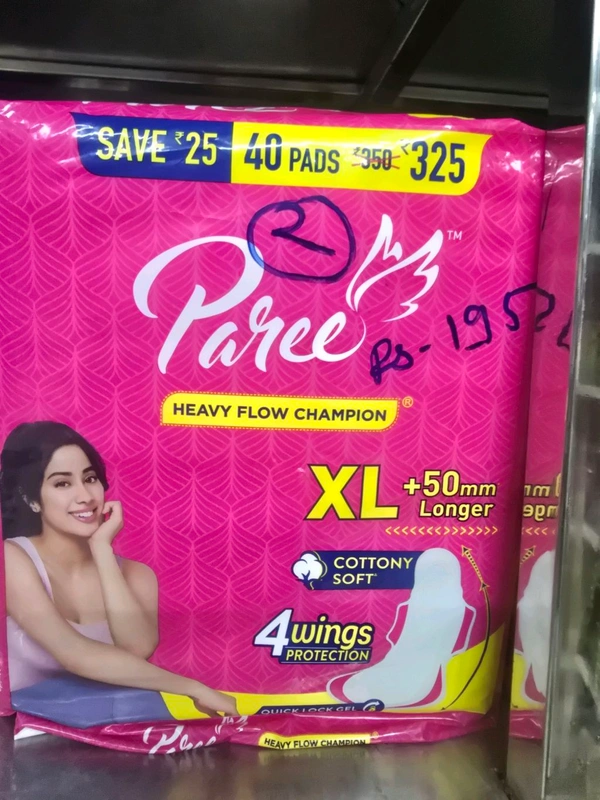 SAVE ₹25 40 PADS ₹350 ₹325
2
Paree™
Rs-195
HEAVY FLOW CHAMPION®
XL +50mm
Longer
COTTONY
SOFT
4wings
PROTECTION
QUICK LOCK GEL
Paree
HEAVY FLOW CHAMPION